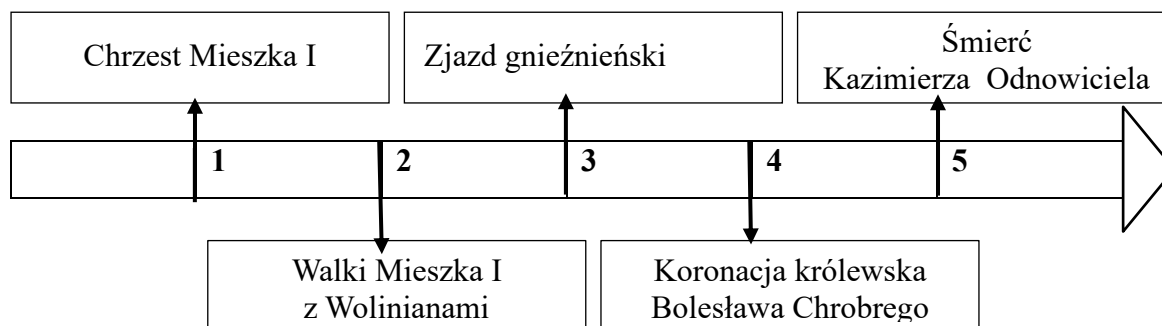 Chrzest Mieszka I
Zjazd gnieźnieński
Śmierć
Kazimierza Odnowiciela
1
2
3
4
5
Walki Mieszka I
z Wolinianami
Koronacja królewska
Bolesława Chrobrego